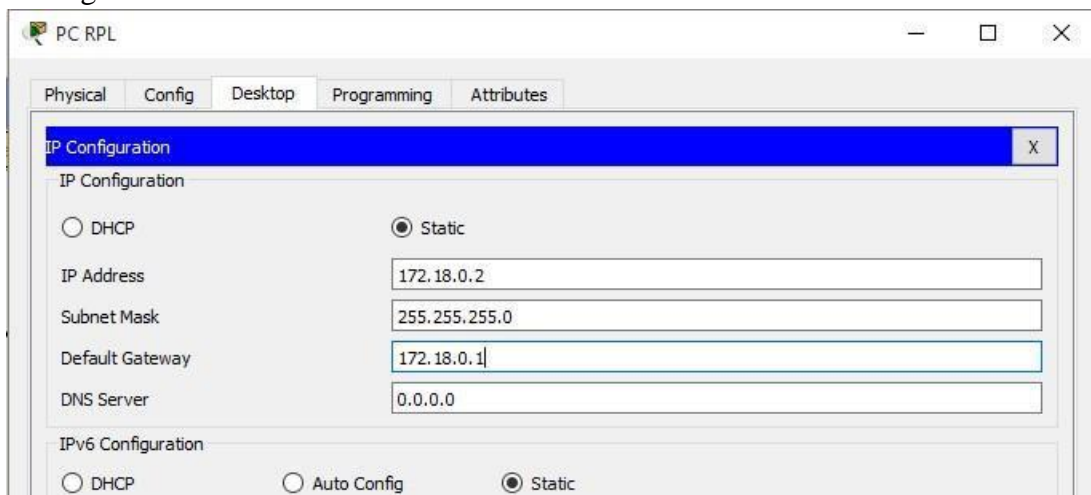 PC RPL
Physical Config Desktop Programming Attributes
IP Configuration X
IP Configuration
DHCP Static
IP Address 172.18.0.2
Subnet Mask 255.255.255.0
Default Gateway 172.18.0.1
DNS Server 0.0.0.0
IPv6 Configuration
DHCP Auto Config Static